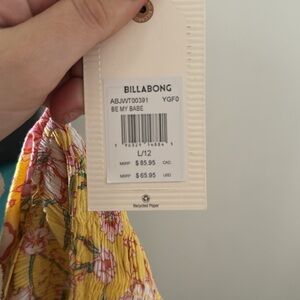 BILLABONG
ABJWT00391 YGF0
BE MY BABE
L/12
MSRP $ 85.95 CAD
MSRP $ 65.95 USD
Recycled Paper